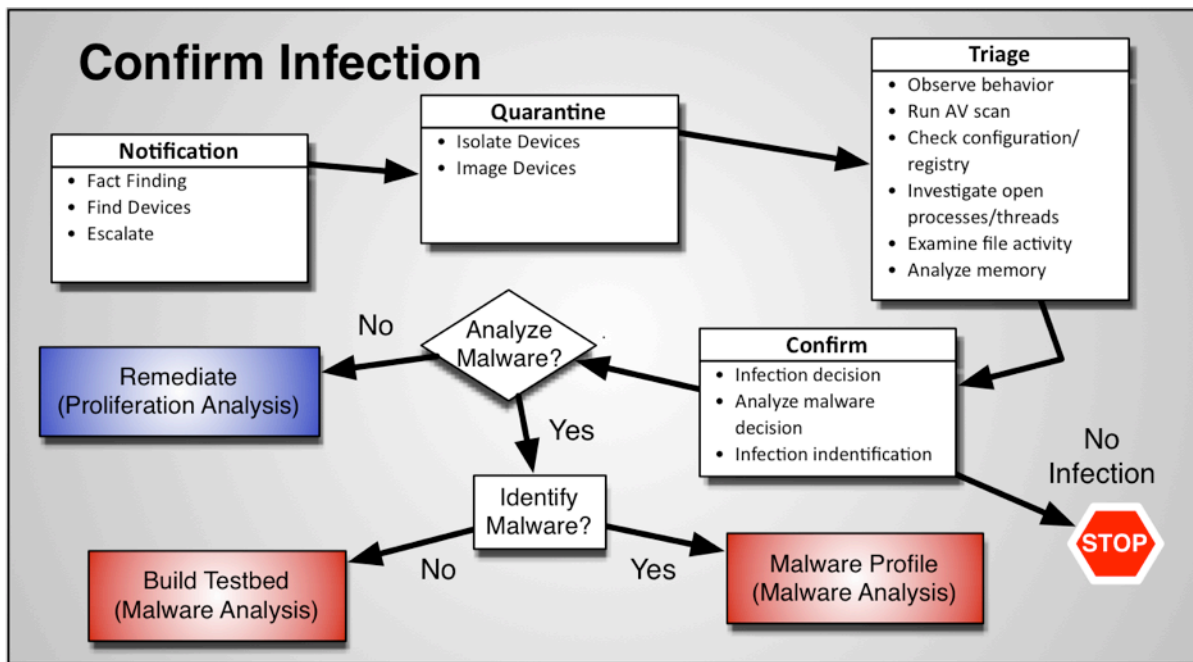 Confirm Infection
Notification
• Fact Finding
• Find Devices
• Escalate
Quarantine
• Isolate Devices
• Image Devices
Triage
• Observe behavior
• Run AV scan
• Check configuration/
registry
• Investigate open
processes/threads
• Examine file activity
• Analyze memory
Confirm
• Infection decision
• Analyze malware
decision
• Infection indentification
No
Infection
STOP
Analyze
Malware?
No
Remediate
(Proliferation Analysis)
Yes
Identify
Malware?
No
Build Testbed
(Malware Analysis)
Yes
Malware Profile
(Malware Analysis)